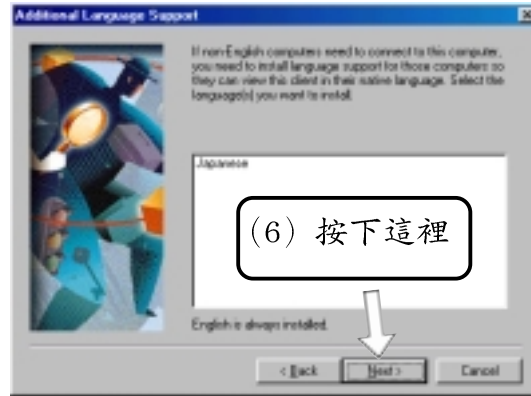 Additional Language Support
If non-English computers need to connect to this computer,
you need to install language support for those computers so
they can view this client in their native language. Select the
language(s) you want to install.
Japanese
(6) 按下這裡
English is always installed.
< Back
Next >
Cancel